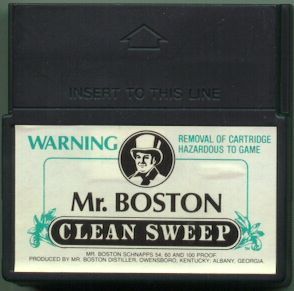 INSERT TO THIS LINE
WARNING
REMOVAL OF CARTRIDGE
HAZARDOUS TO GAME
Mr. BOSTON
CLEAN SWEEP
MR. BOSTON SCHNAPPS 54, 60 AND 100 PROOF.
PRODUCED BY MR. BOSTON DISTILLER, OWENSBORO, KENTUCKY; ALBANY, GEORGIA